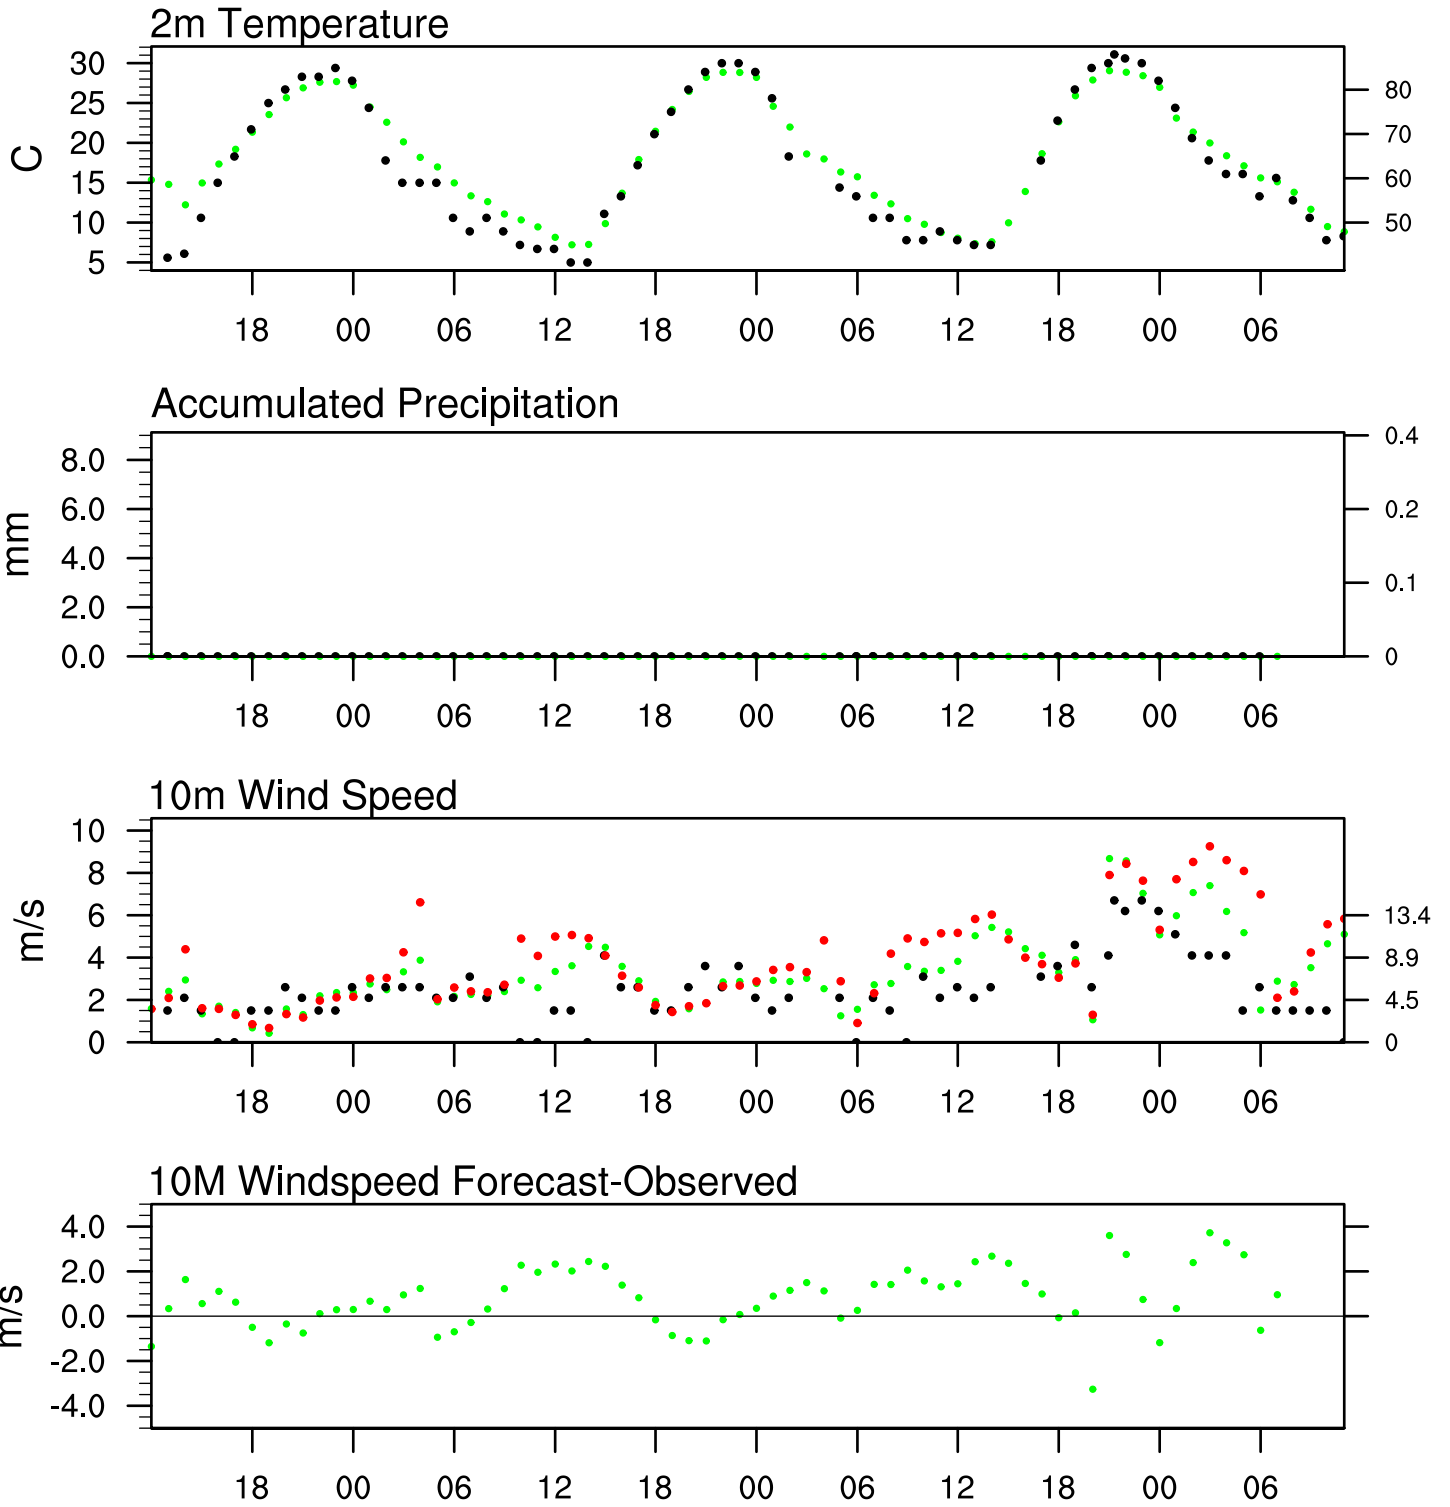 2m Temperature
30
25
20
15
10
5
C
80
70
60
50
18 00 06 12 18 00 06 12 18 00 06
Accumulated Precipitation
8.0
6.0
4.0
2.0
0.0
mm
0.4
0.2
0.1
0
18 00 06 12 18 00 06 12 18 00 06
10m Wind Speed
10
8
6
4
2
0
m/s
13.4
8.9
4.5
0
18 00 06 12 18 00 06 12 18 00 06
10M Windspeed Forecast-Observed
4.0
2.0
0.0
-2.0
-4.0
m/s
18 00 06 12 18 00 06 12 18 00 06